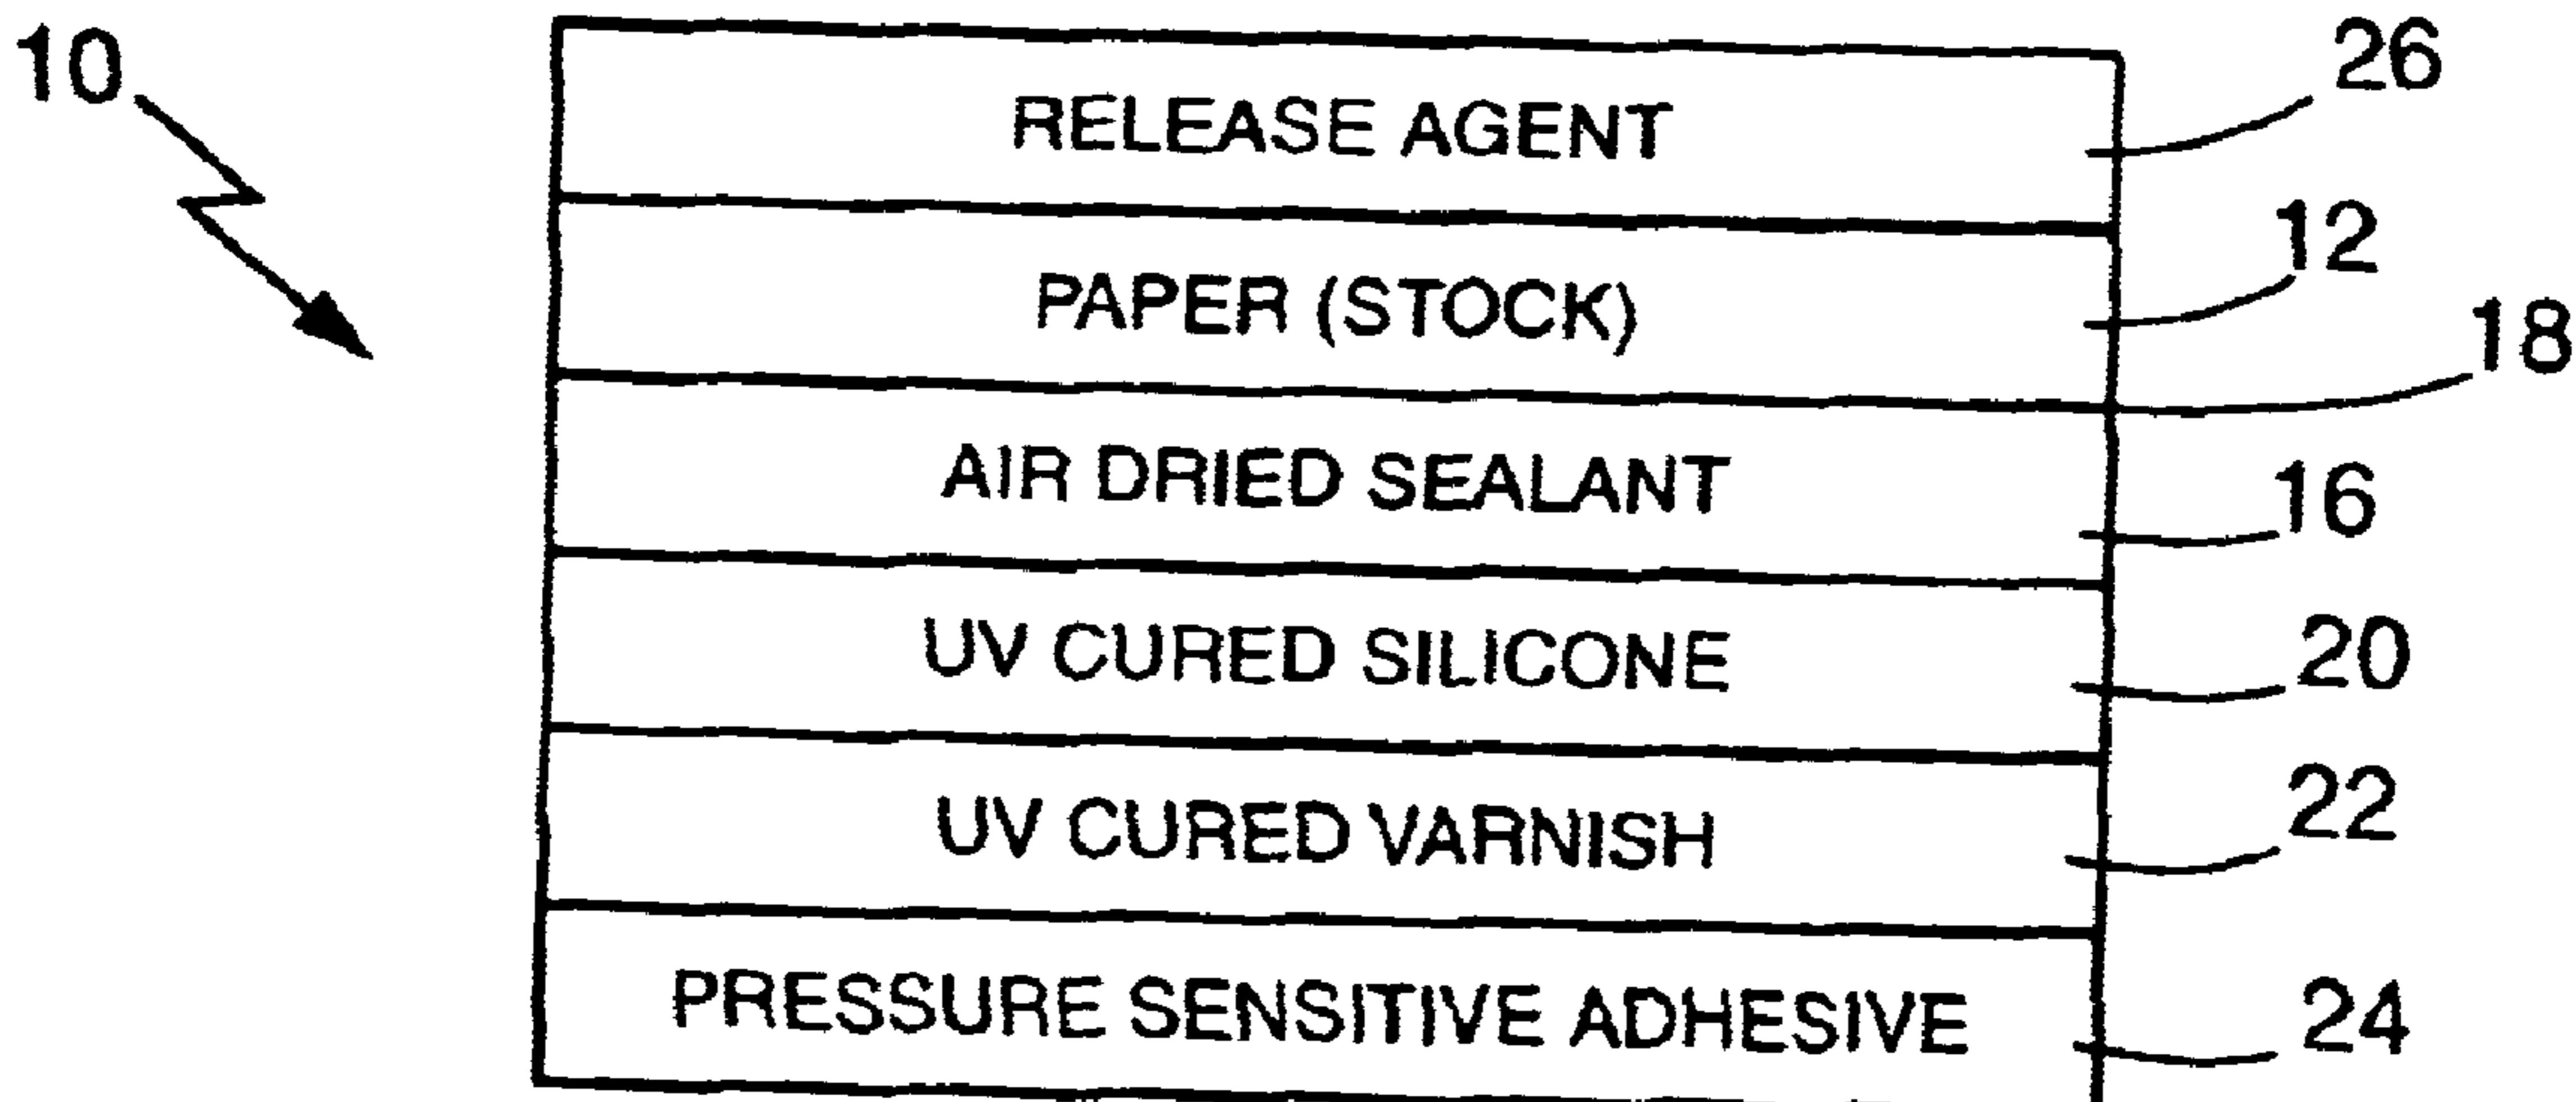 10
RELEASE AGENT 26
PAPER (STOCK) 12
18
AIR DRIED SEALANT 16
UV CURED SILICONE 20
UV CURED VARNISH 22
PRESSURE SENSITIVE ADHESIVE 24